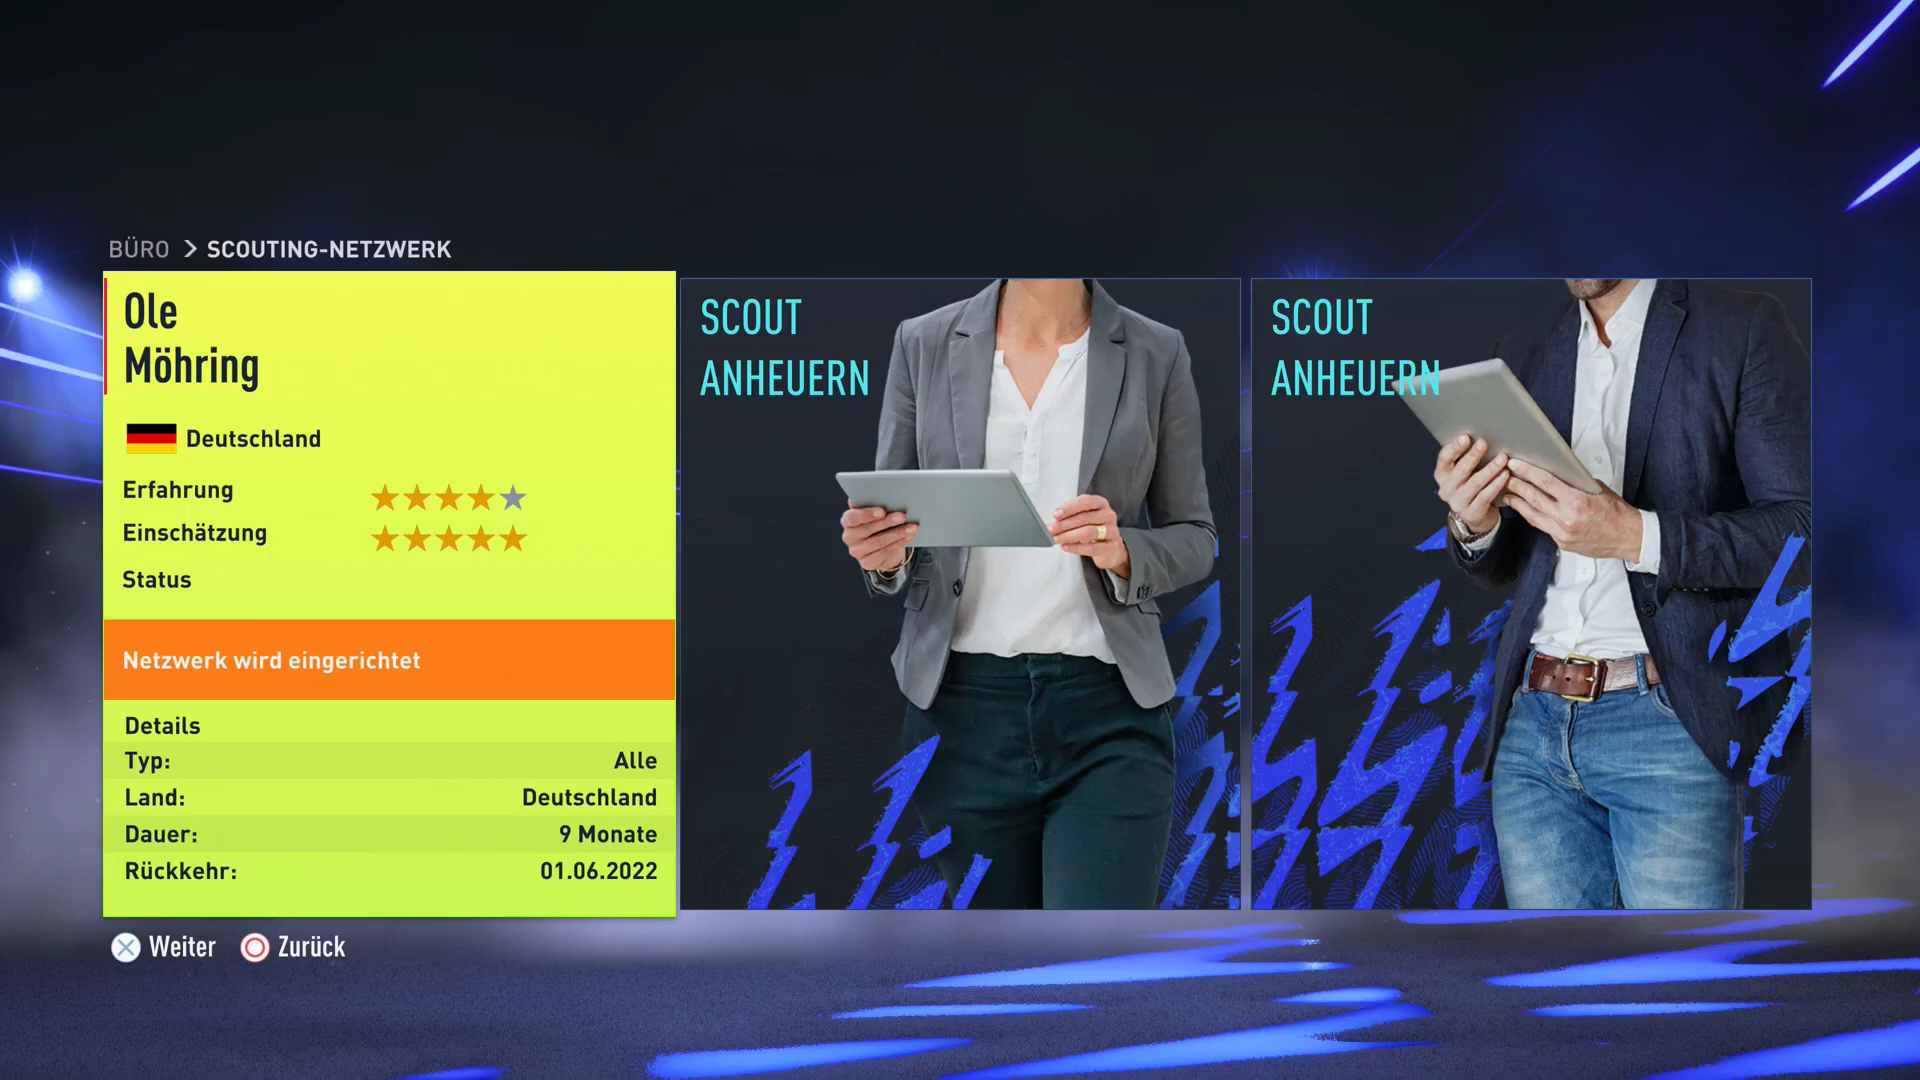 BÜRO > SCOUTING-NETZWERK
Ole
Möhring
Deutschland
Erfahrung
Einschätzung
Status
Netzwerk wird eingerichtet
Details
Typ: Alle
Land: Deutschland
Dauer: 9 Monate
Rückkehr: 01.06.2022
SCOUT
ANHEUERN
SCOUT
ANHEUERN
Weiter Zurück